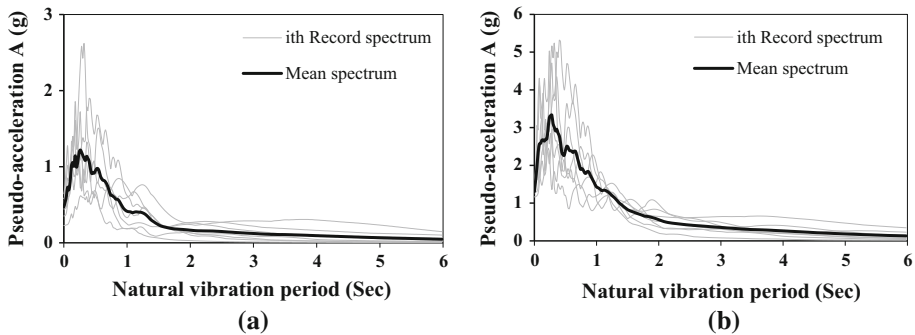 Pseudo-acceleration A (g)
3
2
1
0
ith Record spectrum
Mean spectrum
0 1 2 3 4 5 6
Natural vibration period (Sec)
(a)
Pseudo-acceleration A (g)
6
5
4
3
2
1
0
ith Record spectrum
Mean spectrum
0 1 2 3 4 5 6
Natural vibration period (Sec)
(b)